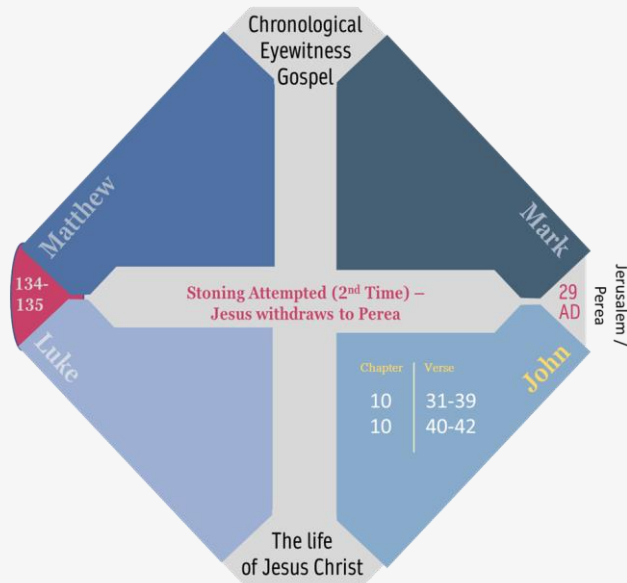 Chronological
Eyewitness
Gospel
Matthew
Mark
134-
135
Stoning Attempted (2nd Time) –
Jesus withdraws to Perea
29
AD
Jerusalem /
Perea
Luke
John
Chapter Verse
10 31-39
10 40-42
The life
of Jesus Christ